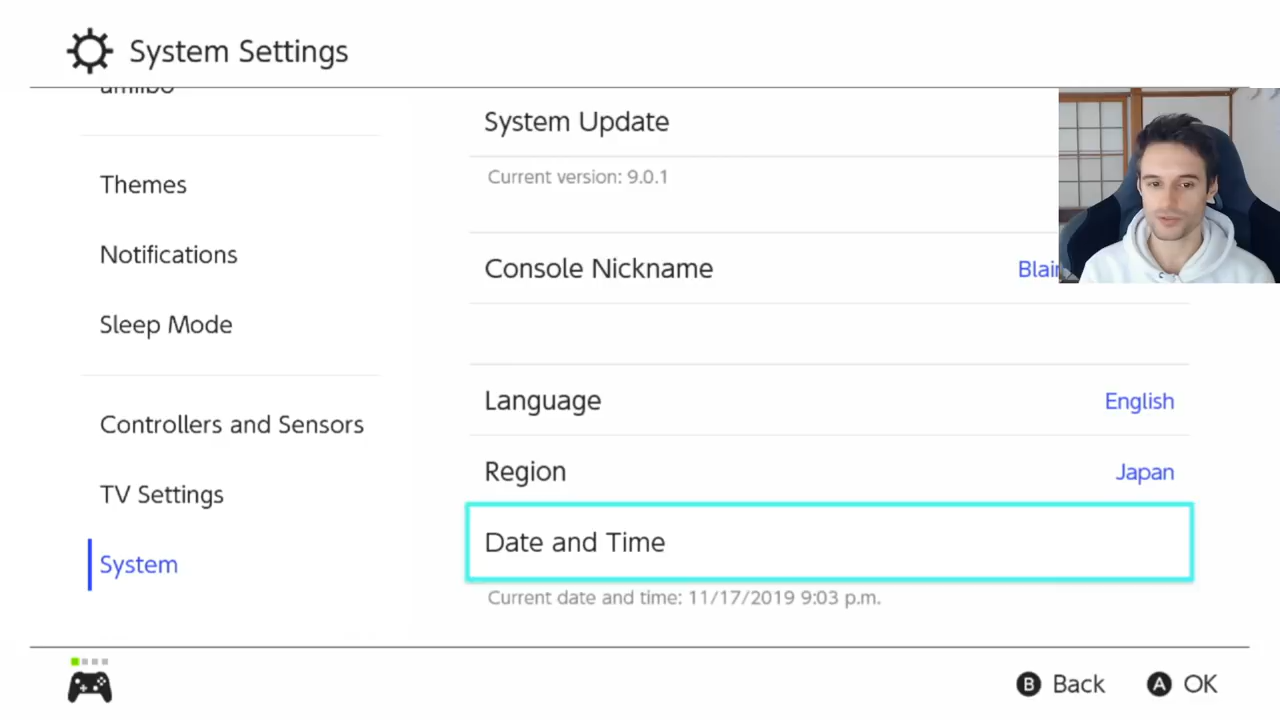 System Settings
amiibo
Themes
Notifications
Sleep Mode
Controllers and Sensors
TV Settings
System
System Update
Current version: 9.0.1
Console Nickname
Blai
Language English
Region Japan
Date and Time
Current date and time: 11/17/2019 9:03 p.m.
B Back A OK